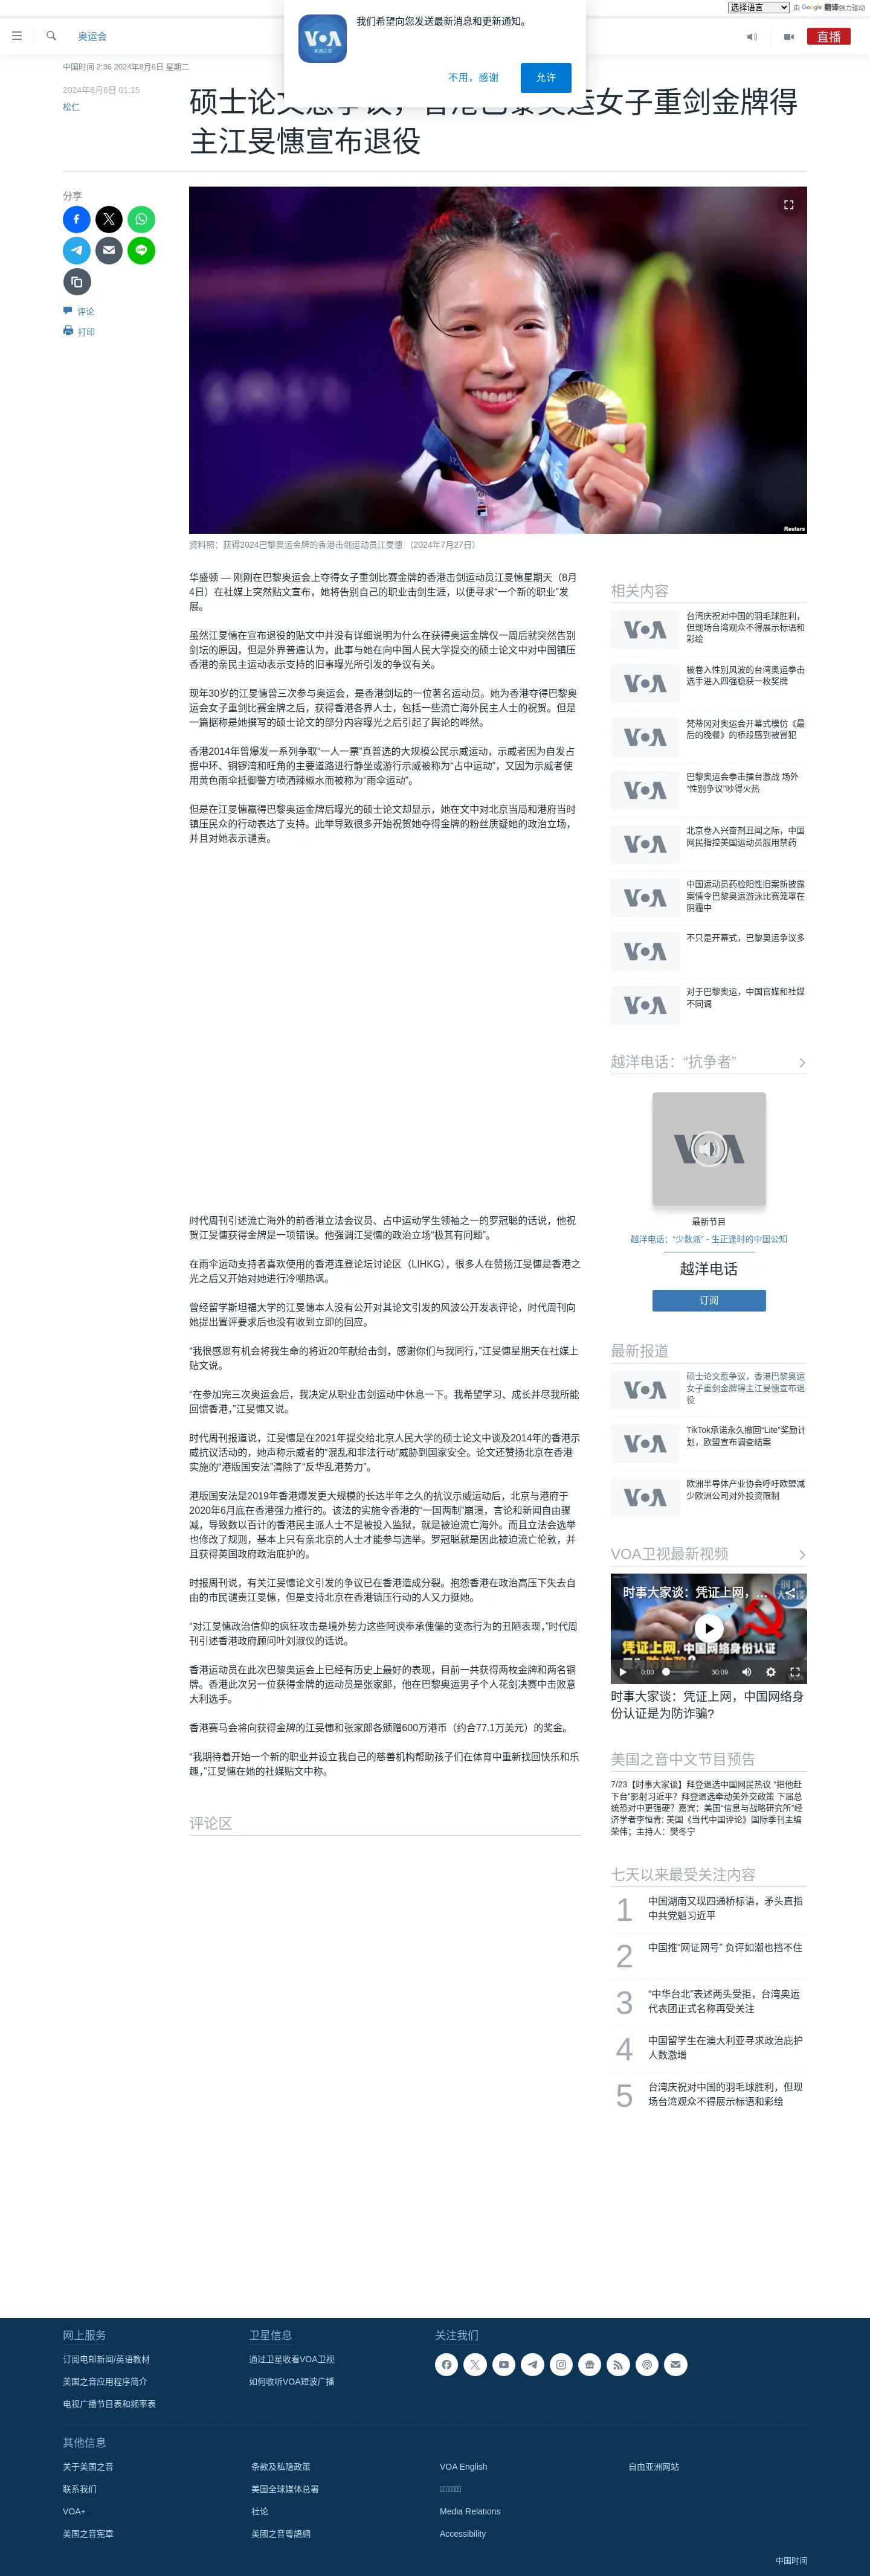 选择语言
由 Google 翻译强力驱动
我们希望向您发送最新消息和更新通知。
不用，感谢
允许
奥运会
直播
中国时间 2:36 2024年8月6日 星期二
2024年8月6日 01:15
松仁
硕士论文惹争议，香港巴黎奥运女子重剑金牌得
主江旻憓宣布退役
分享
评论
打印
Reuters
资料照：获得2024巴黎奥运金牌的香港击剑运动员江旻憓 （2024年7月27日）
华盛顿 — 刚刚在巴黎奥运会上夺得女子重剑比赛金牌的香港击剑运动员江旻憓星期天（8月
4日）在社媒上突然贴文宣布，她将告别自己的职业击剑生涯，以便寻求“一个新的职业”发
展。
虽然江旻憓在宣布退役的贴文中并没有详细说明为什么在获得奥运金牌仅一周后就突然告别
剑坛的原因，但是外界普遍认为，此事与她在向中国人民大学提交的硕士论文中对中国镇压
香港的亲民主运动表示支持的旧事曝光所引发的争议有关。
现年30岁的江旻憓曾三次参与奥运会，是香港剑坛的一位著名运动员。她为香港夺得巴黎奥
运会女子重剑比赛金牌之后，获得香港各界人士，包括一些流亡海外民主人士的祝贺。但是
一篇据称是她撰写的硕士论文的部分内容曝光之后引起了舆论的哗然。
香港2014年曾爆发一系列争取“一人一票”真普选的大规模公民示威运动，示威者因为自发占
据中环、铜锣湾和旺角的主要道路进行静坐或游行示威被称为“占中运动”，又因为示威者使
用黄色雨伞抵御警方喷洒辣椒水而被称为“雨伞运动”。
但是在江旻憓赢得巴黎奥运金牌后曝光的硕士论文却显示，她在文中对北京当局和港府当时
镇压民众的行动表达了支持。此举导致很多开始祝贺她夺得金牌的粉丝质疑她的政治立场，
并且对她表示谴责。
时代周刊引述流亡海外的前香港立法会议员、占中运动学生领袖之一的罗冠聪的话说，他祝
贺江旻憓获得金牌是一项错误。他强调江旻憓的政治立场“极其有问题”。
在雨伞运动支持者喜欢使用的香港连登论坛讨论区（LIHKG），很多人在赞扬江旻憓是香港之
光之后又开始对她进行冷嘲热讽。
曾经留学斯坦福大学的江旻憓本人没有公开对其论文引发的风波公开发表评论，时代周刊向
她提出置评要求后也没有收到立即的回应。
“我很感恩有机会将我生命的将近20年献给击剑，感谢你们与我同行，”江旻憓星期天在社媒上
贴文说。
“在参加完三次奥运会后，我决定从职业击剑运动中休息一下。我希望学习、成长并尽我所能
回馈香港，”江旻憓又说。
时代周刊报道说，江旻憓是在2021年提交给北京人民大学的硕士论文中谈及2014年的香港示
威抗议活动的，她声称示威者的“混乱和非法行动”威胁到国家安全。论文还赞扬北京在香港
实施的“港版国安法”清除了“反华乱港势力”。
港版国安法是2019年香港爆发更大规模的长达半年之久的抗议示威运动后，北京与港府于
2020年6月底在香港强力推行的。该法的实施令香港的“一国两制”崩溃，言论和新闻自由骤
减，导致数以百计的香港民主派人士不是被投入监狱，就是被迫流亡海外。而且立法会选举
也修改了规则，基本上只有亲北京的人士才能参与选举。罗冠聪就是因此被迫流亡伦敦，并
且获得英国政府政治庇护的。
时报周刊说，有关江旻憓论文引发的争议已在香港造成分裂。抱怨香港在政治高压下失去自
由的市民谴责江旻憓，但是支持北京在香港镇压行动的人又力挺她。
“对江旻憓政治信仰的疯狂攻击是境外势力支使这些阿谀奉承傀儡的变态行为的丑陋表现，”时代周
刊引述香港政府顾问叶刘淑仪的话说。
香港运动员在此次巴黎奥运会上已经有历史上最好的表现，目前一共获得两枚金牌和两名铜
牌。香港此次另一位获得金牌的运动员是张家郎，他在巴黎奥运男子个人花剑决赛中击败意
大利选手。
香港赛马会将向获得金牌的江旻憓和张家郎各颁赠600万港币（约合77.1万美元）的奖金。
“我期待着开始一个新的职业并设立我自己的慈善机构帮助孩子们在体育中重新找回快乐和乐
趣，”江旻憓在她的社媒贴文中称。
评论区
相关内容
台湾庆祝对中国的羽毛球胜利，
但现场台湾观众不得展示标语和
彩绘
被卷入性别风波的台湾奥运拳击
选手进入四强稳获一枚奖牌
梵蒂冈对奥运会开幕式模仿《最
后的晚餐》的桥段感到被冒犯
巴黎奥运会拳击擂台激战 场外
“性别争议”吵得火热
北京卷入兴奋剂丑闻之际，中国
网民指控美国运动员服用禁药
中国运动员药检阳性旧案新披露
案情令巴黎奥运游泳比赛笼罩在
阴霾中
不只是开幕式，巴黎奥运争议多
对于巴黎奥运，中国官媒和社媒
不同调
越洋电话：“抗争者”
最新节目
越洋电话：“少数派” - 生正逢时的中国公知
越洋电话
订阅
最新报道
硕士论文惹争议，香港巴黎奥运
女子重剑金牌得主江旻憓宣布退
役
TikTok承诺永久撤回“Lite”奖励计
划，欧盟宣布调查结案
欧洲半导体产业协会呼吁欧盟减
少欧洲公司对外投资限制
VOA卫视最新视频
时事大家谈：凭证上网，...
凭证上网，中国网络身份认证
0:00
30:09
时事大家谈：凭证上网，中国网络身
份认证是为防诈骗?
美国之音中文节目预告
7/23【时事大家谈】拜登退选中国网民热议 “把他赶
下台”影射习近平？拜登退选牵动美外交政策 下届总
统恐对中更强硬？嘉宾：美国“信息与战略研究所”经
济学者李恒青; 美国《当代中国评论》国际季刊主编
荣伟；主持人：樊冬宁
七天以来最受关注内容
1 中国湖南又现四通桥标语，矛头直指
中共党魁习近平
2 中国推“网证网号” 负评如潮也挡不住
3 “中华台北”表述两头受拒，台湾奥运
代表团正式名称再受关注
4 中国留学生在澳大利亚寻求政治庇护
人数激增
5 台湾庆祝对中国的羽毛球胜利，但现
场台湾观众不得展示标语和彩绘
网上服务
订阅电邮新闻/英语教材
美国之音应用程序简介
电视广播节目表和频率表
卫星信息
通过卫星收看VOA卫视
如何收听VOA短波广播
关注我们
其他信息
关于美国之音
条款及私隐政策
VOA English
自由亚洲网站
联系我们
美国全球媒体总署
VOA+
社论
Media Relations
美国之音宪章
美國之音粵語網
Accessibility
中国时间